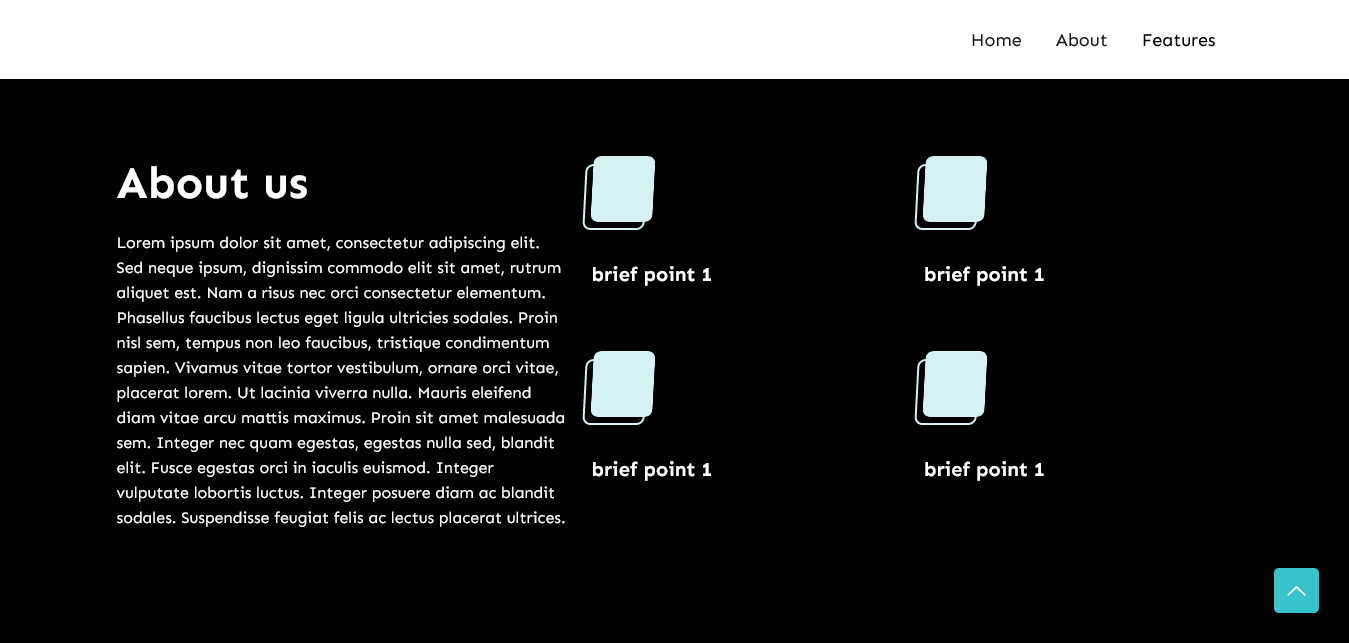 Home About Features
About us
Lorem ipsum dolor sit amet, consectetur adipiscing elit.
Sed neque ipsum, dignissim commodo elit sit amet, rutrum
aliquet est. Nam a risus nec orci consectetur elementum.
Phasellus faucibus lectus eget ligula ultricies sodales. Proin
nisl sem, tempus non leo faucibus, tristique condimentum
sapien. Vivamus vitae tortor vestibulum, ornare orci vitae,
placerat lorem. Ut lacinia viverra nulla. Mauris eleifend
diam vitae arcu mattis maximus. Proin sit amet malesuada
sem. Integer nec quam egestas, egestas nulla sed, blandit
elit. Fusce egestas orci in iaculis euismod. Integer
vulputate lobortis luctus. Integer posuere diam ac blandit
sodales. Suspendisse feugiat felis ac lectus placerat ultrices.
brief point 1
brief point 1
brief point 1
brief point 1